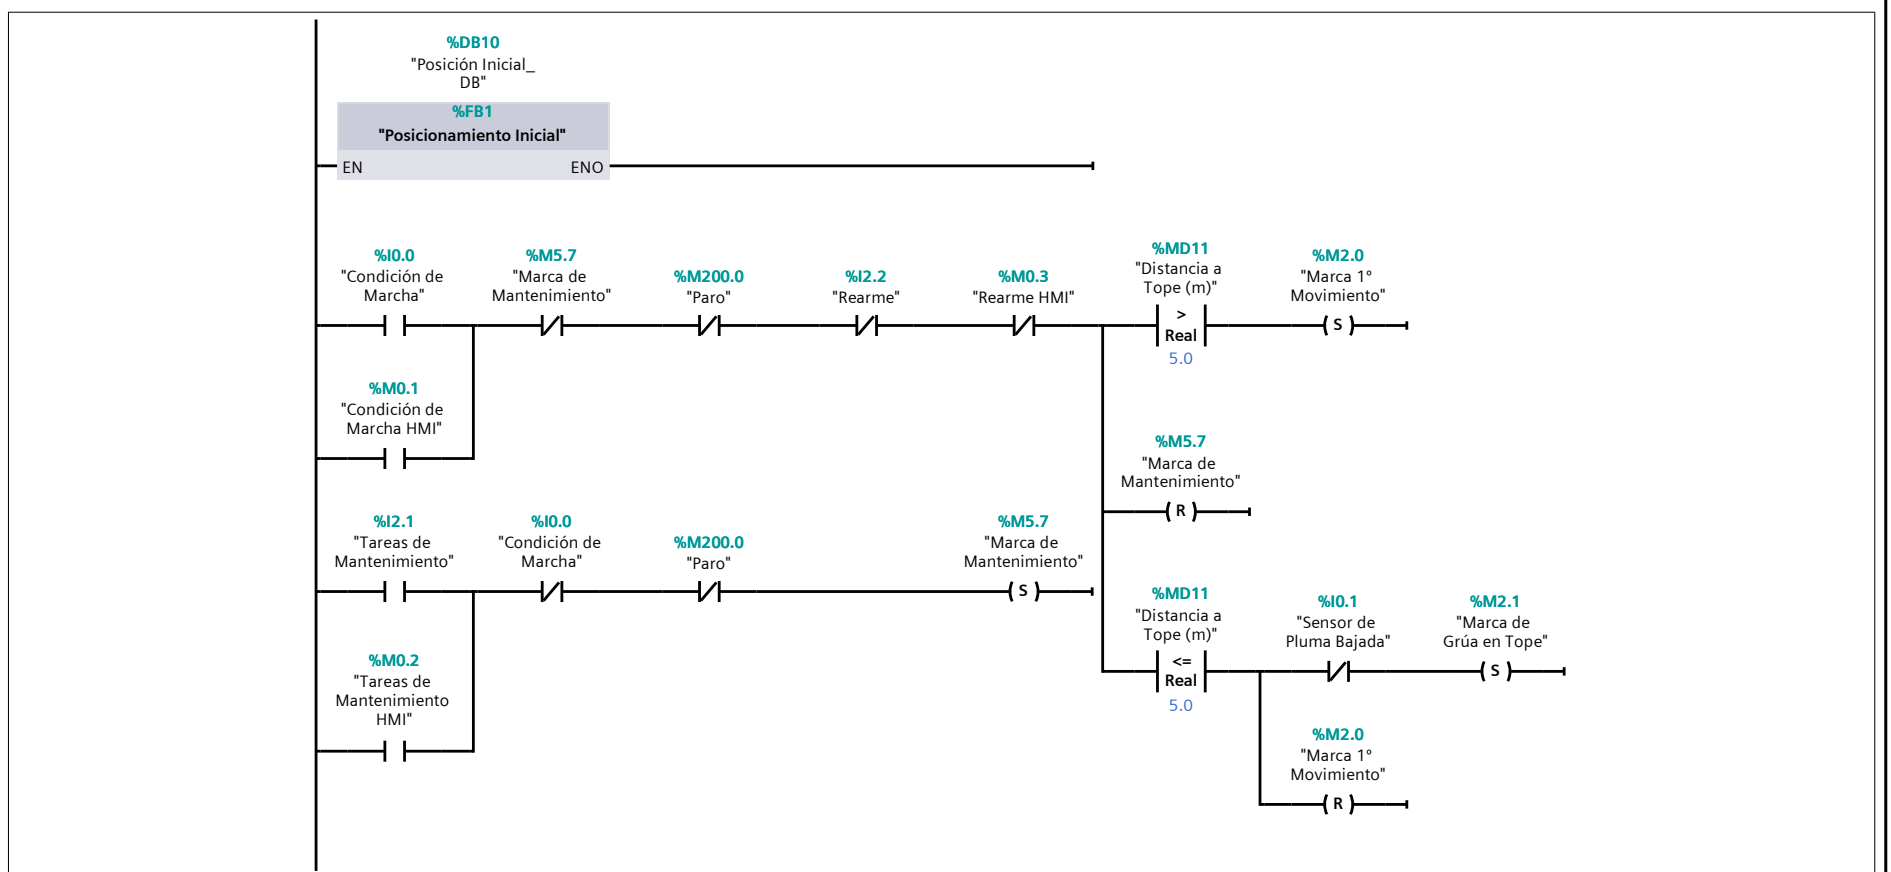 %DB10
"Posición Inicial_
DB"
%FB1
"Posicionamiento Inicial"
EN
ENO
%I0.0
"Condición de
Marcha"
%M5.7
"Marca de
Mantenimiento"
%M200.0
"Paro"
%I2.2
"Rearme"
%M0.3
"Rearme HMI"
%MD11
"Distancia a
Tope (m)"
>
Real
5.0
%M2.0
"Marca 1º
Movimiento"
S
%M0.1
"Condición de
Marcha HMI"
%M5.7
"Marca de
Mantenimiento"
R
%I2.1
"Tareas de
Mantenimiento"
%I0.0
"Condición de
Marcha"
%M200.0
"Paro"
%M5.7
"Marca de
Mantenimiento"
S
%MD11
"Distancia a
Tope (m)"
<=
Real
5.0
%I0.1
"Sensor de
Pluma Bajada"
%M2.1
"Marca de
Grúa en Tope"
S
%M0.2
"Tareas de
Mantenimiento
HMI"
%M2.0
"Marca 1º
Movimiento"
R